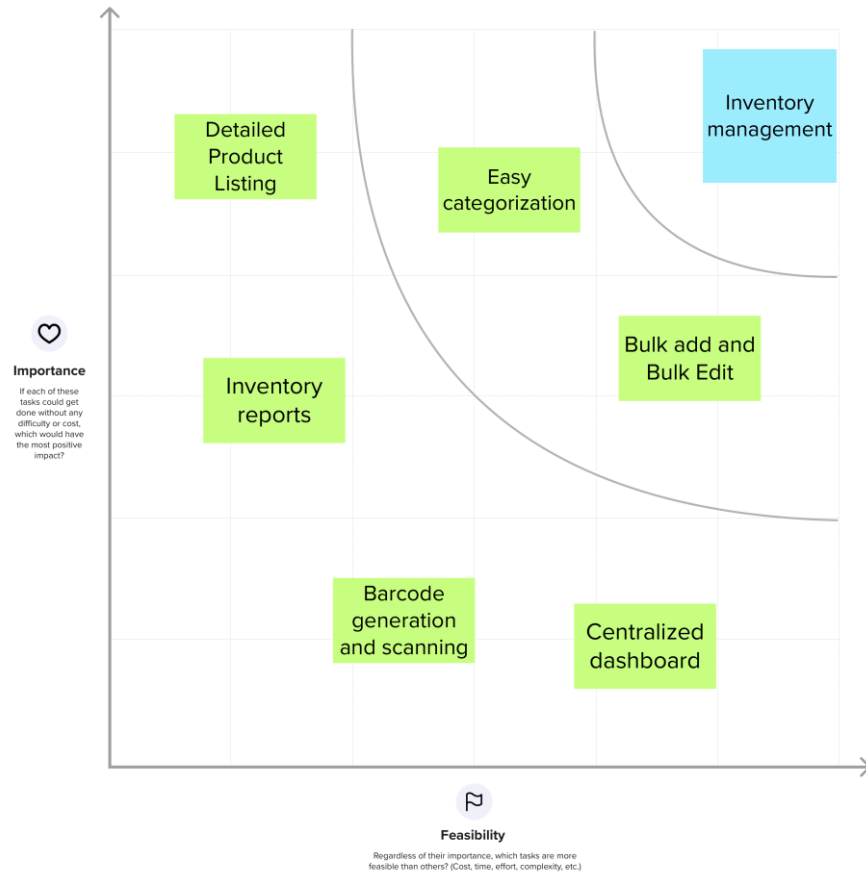 Inventory
management
Detailed
Product
Listing
Easy
categorization
Bulk add and
Bulk Edit
Importance
If each of these
tasks could get
done without any
difficulty or cost,
which would have
the most positive
impact?
Inventory
reports
Barcode
generation
and scanning
Centralized
dashboard
Feasibility
Regardless of their importance, which tasks are more
feasible than others? (Cost, time, effort, complexity, etc.)